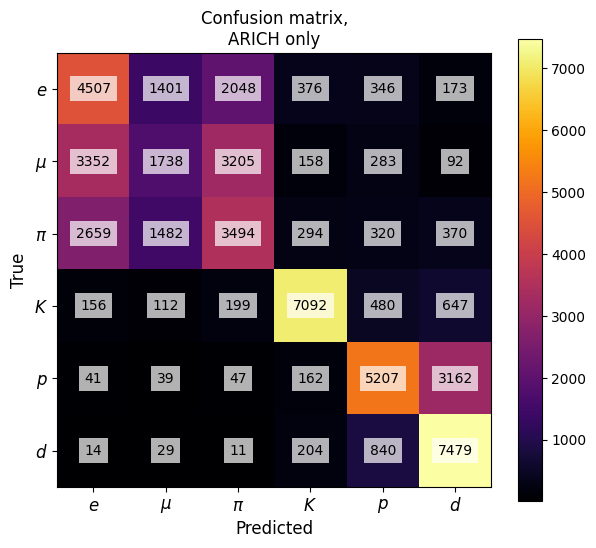 Confusion matrix,
ARICH only
e 4507 1401 2048 376 346 173
μ 3352 1738 3205 158 283 92
π 2659 1482 3494 294 320 370
K 156 112 199 7092 480 647
p 41 39 47 162 5207 3162
d 14 29 11 204 840 7479
e μ π K p d
True
Predicted
7000
6000
5000
4000
3000
2000
1000